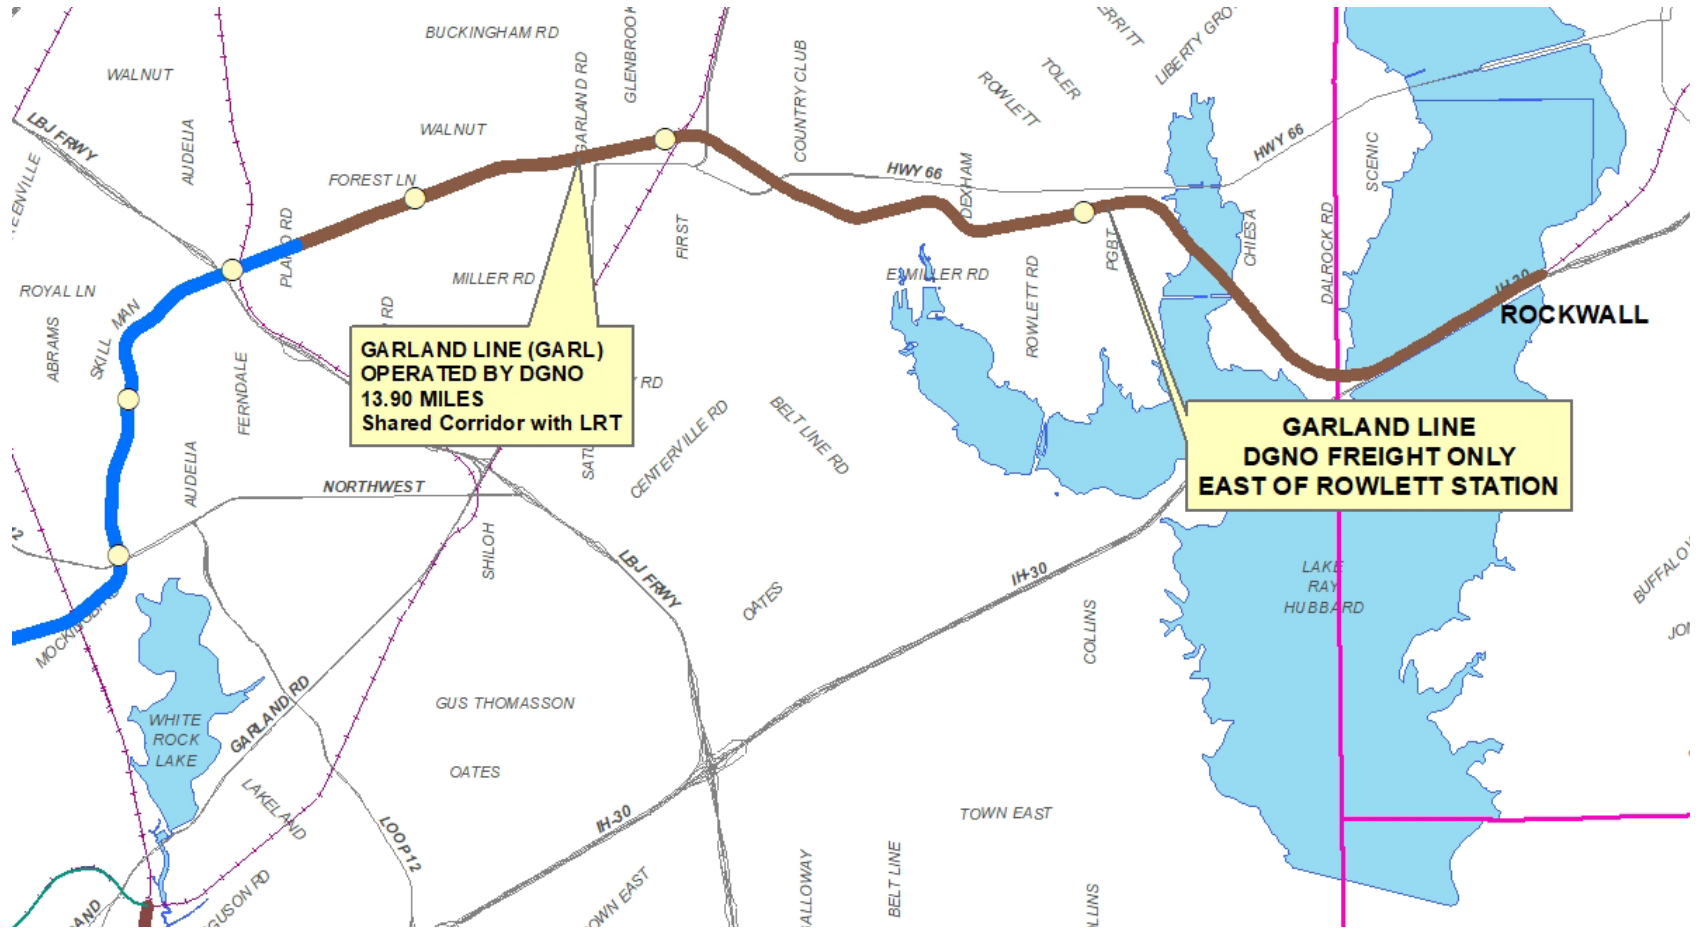 BUCKINGHAM RD
WALNUT
GARLAND RD
GLENBROOK
COUNTRY CLUB
TOLER
ROWLETT
LIBERTY GRO
LBJ FRWY
AUDELIA
WALNUT
HWY 66
HWY 66
SCENIC
FOREST LN
DEXHAM
FIRST
PGBT
CHIESA
DALROCK RD
MILLER RD
E MILLER RD
ROWLETT RD
IH-30
ROCKWALL
ROYAL LN
ABRAMS
SKILL MAN
FERNDALE
RD
GARLAND LINE (GARL)
OPERATED BY DGNO
13.90 MILES
Shared Corridor with LRT
RD
CENTERVILLE RD
BELT LINE RD
GARLAND LINE
DGNO FREIGHT ONLY
EAST OF ROWLETT STATION
AUDELIA
NORTHWEST
SHILOH
LBJ FRWY
OATES
IH-30
COLLINS
LAKE
RAY
HUBBARD
WHITE
ROCK
LAKE
GARLAND RD
GUS THOMASSON
OATES
LAKELAND
LOOP 12
IH-30
TOWN EAST
BELT LINE